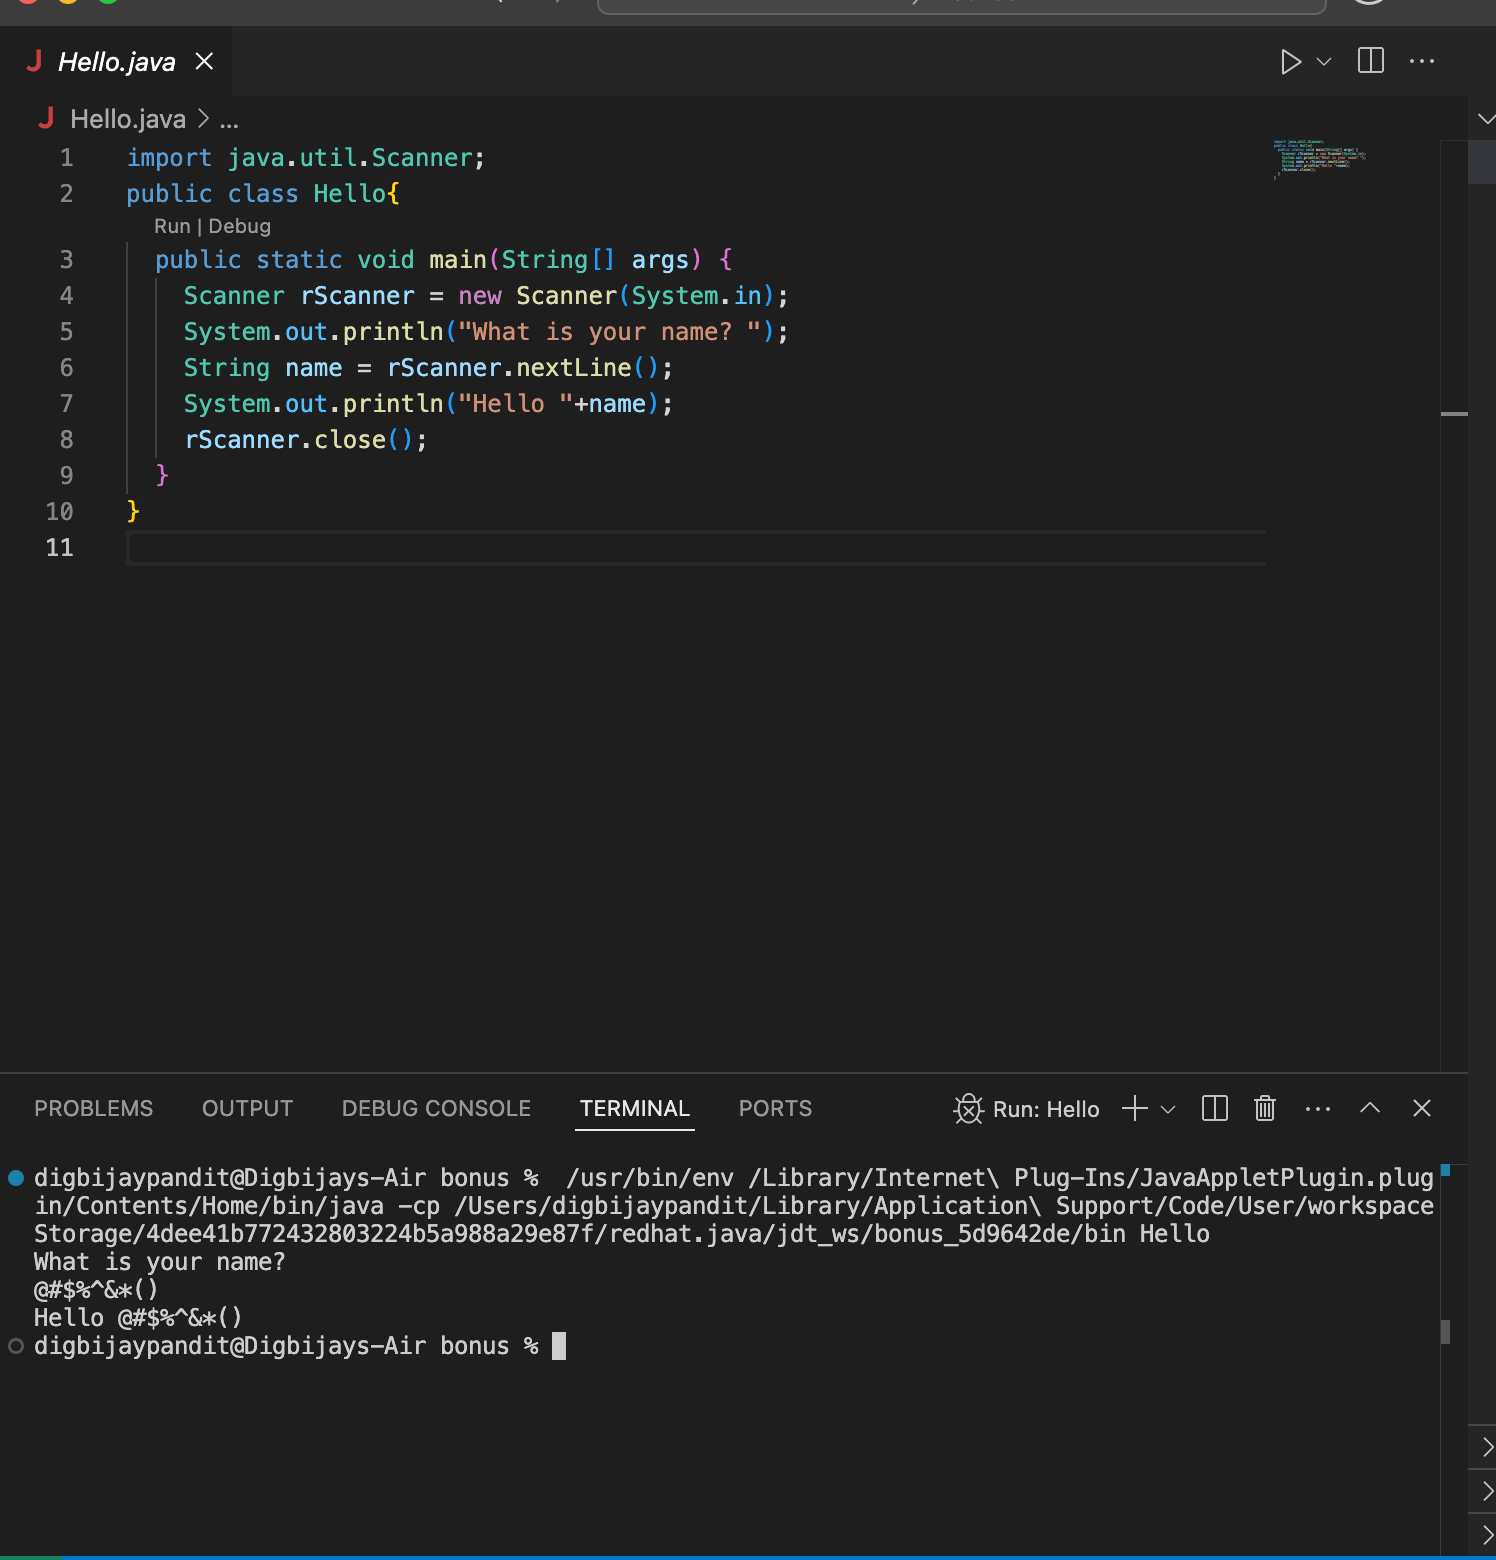 Hello.java
Hello.java > ...
1 import java.util.Scanner;
2 public class Hello{
Run | Debug
3 public static void main(String[] args) {
4 Scanner rScanner = new Scanner(System.in);
5 System.out.println("What is your name? ");
6 String name = rScanner.nextLine();
7 System.out.println("Hello "+name);
8 rScanner.close();
9 }
10 }
11
PROBLEMS OUTPUT DEBUG CONSOLE TERMINAL PORTS Run: Hello
digbijaypandit@Digbijays-Air bonus %  /usr/bin/env /Library/Internet\ Plug-Ins/JavaAppletPlugin.plug
in/Contents/Home/bin/java -cp /Users/digbijaypandit/Library/Application\ Support/Code/User/workspace
Storage/4dee41b772432803224b5a988a29e87f/redhat.java/jdt_ws/bonus_5d9642de/bin Hello
What is your name?
@#$%^&*()
Hello @#$%^&*()
digbijaypandit@Digbijays-Air bonus %